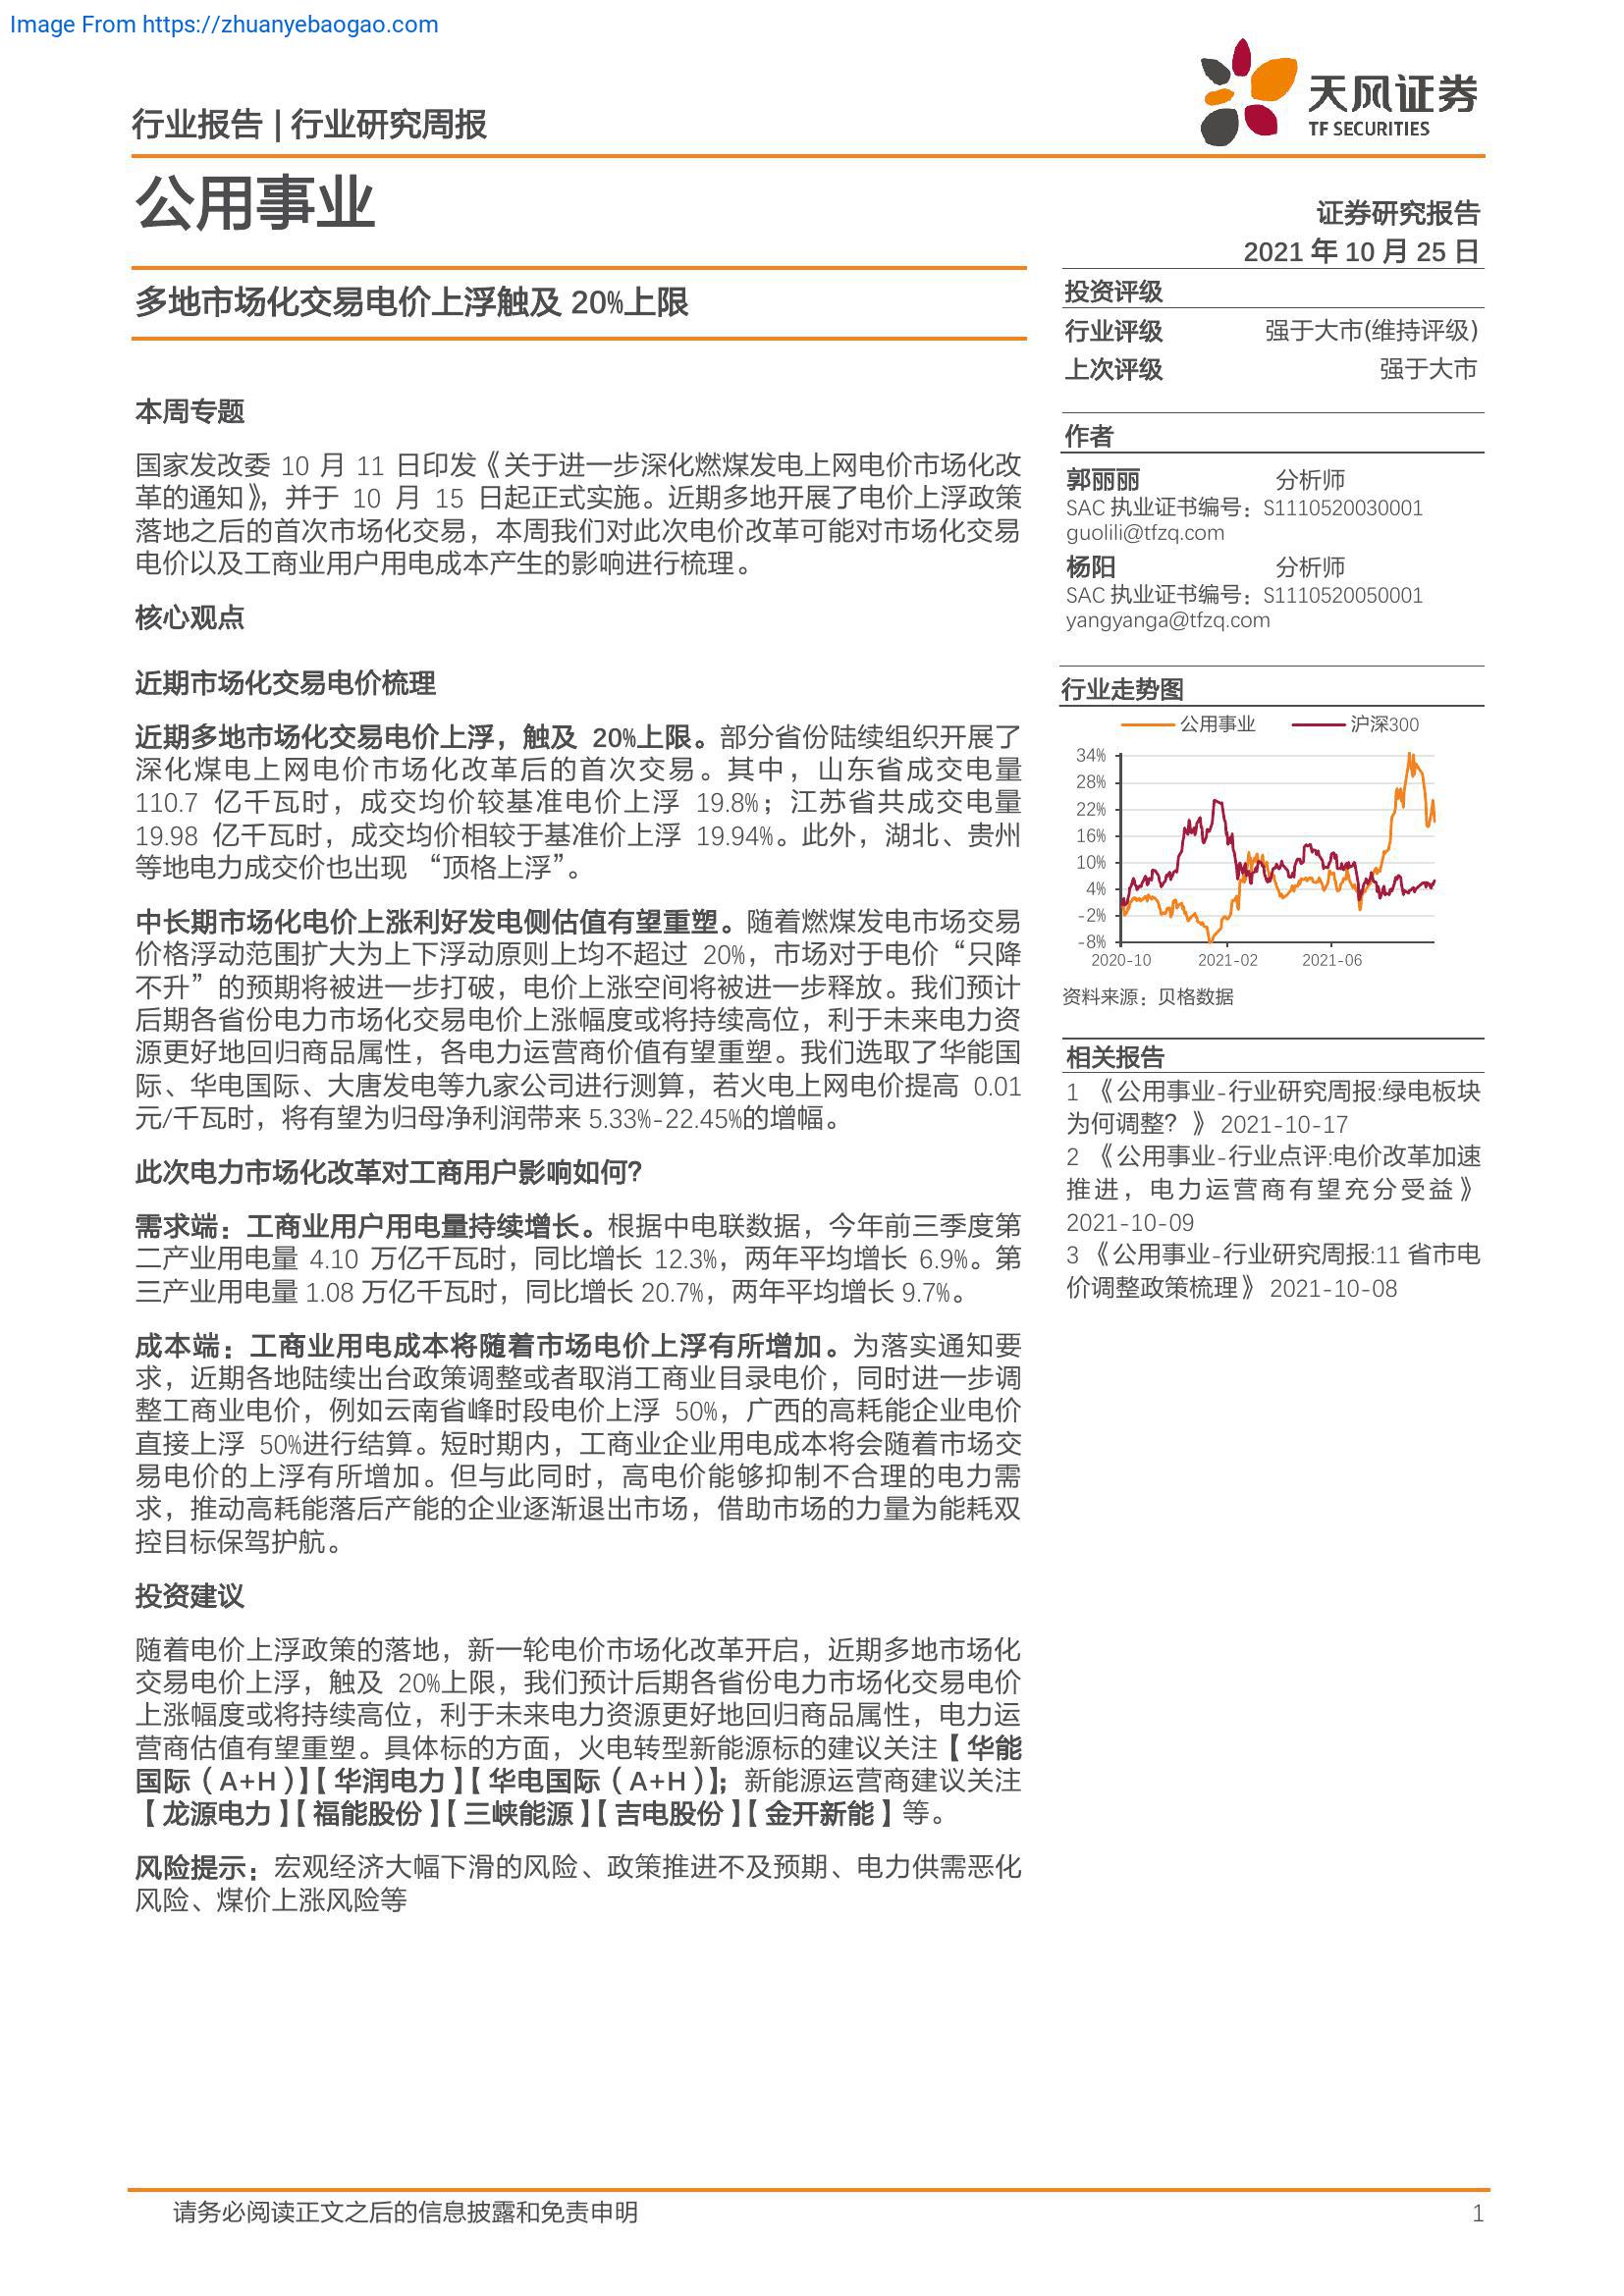 Image From https://zhuanyebaogao.com
行业报告 | 行业研究周报
天风证券
TF SECURITIES
公用事业
证券研究报告
2021 年 10 月 25 日
多地市场化交易电价上浮触及 20%上限
本周专题
国家发改委 10 月 11 日印发《关于进一步深化燃煤发电上网电价市场化改
革的通知》，并于 10 月 15 日起正式实施。近期多地开展了电价上浮政策
落地之后的首次市场化交易，本周我们对此次电价改革可能对市场化交易
电价以及工商业用户用电成本产生的影响进行梳理。
核心观点
近期市场化交易电价梳理
近期多地市场化交易电价上浮，触及 20%上限。部分省份陆续组织开展了
深化煤电上网电价市场化改革后的首次交易。其中，山东省成交电量
110.7 亿千瓦时，成交均价较基准电价上浮 19.8%；江苏省共成交电量
19.98 亿千瓦时，成交均价相较于基准价上浮 19.94%。此外，湖北、贵州
等地电力成交价也出现 “顶格上浮”。
中长期市场化电价上涨利好发电侧估值有望重塑。随着燃煤发电市场交易
价格浮动范围扩大为上下浮动原则上均不超过 20%，市场对于电价“只降
不升”的预期将被进一步打破，电价上涨空间将被进一步释放。我们预计
后期各省份电力市场化交易电价上涨幅度或将持续高位，利于未来电力资
源更好地回归商品属性，各电力运营商价值有望重塑。我们选取了华能国
际、华电国际、大唐发电等九家公司进行测算，若火电上网电价提高 0.01
元/千瓦时，将有望为归母净利润带来 5.33%-22.45%的增幅。
此次电力市场化改革对工商用户影响如何？
需求端：工商业用户用电量持续增长。根据中电联数据，今年前三季度第
二产业用电量 4.10 万亿千瓦时，同比增长 12.3%，两年平均增长 6.9%。第
三产业用电量 1.08 万亿千瓦时，同比增长 20.7%，两年平均增长 9.7%。
成本端：工商业用电成本将随着市场电价上浮有所增加。为落实通知要
求，近期各地陆续出台政策调整或者取消工商业目录电价，同时进一步调
整工商业电价，例如云南省峰时段电价上浮 50%，广西的高耗能企业电价
直接上浮 50%进行结算。短时期内，工商业企业用电成本将会随着市场交
易电价的上浮有所增加。但与此同时，高电价能够抑制不合理的电力需
求，推动高耗能落后产能的企业逐渐退出市场，借助市场的力量为能耗双
控目标保驾护航。
投资建议
随着电价上浮政策的落地，新一轮电价市场化改革开启，近期多地市场化
交易电价上浮，触及 20%上限，我们预计后期各省份电力市场化交易电价
上涨幅度或将持续高位，利于未来电力资源更好地回归商品属性，电力运
营商估值有望重塑。具体标的方面，火电转型新能源标的建议关注【华能
国际（A+H）】【华润电力】【华电国际（A+H）】；新能源运营商建议关注
【龙源电力】【福能股份】【三峡能源】【吉电股份】【金开新能】等。
风险提示：宏观经济大幅下滑的风险、政策推进不及预期、电力供需恶化
风险、煤价上涨风险等
投资评级
行业评级 强于大市(维持评级)
上次评级 强于大市
作者
郭丽丽 分析师
SAC 执业证书编号：S1110520030001
guolili@tfzq.com
杨阳 分析师
SAC 执业证书编号：S1110520050001
yangyanga@tfzq.com
行业走势图
公用事业 沪深300
34%
28%
22%
16%
10%
4%
-2%
-8%
2020-10 2021-02 2021-06
资料来源：贝格数据
相关报告
1 《公用事业-行业研究周报:绿电板块
为何调整？》 2021-10-17
2 《公用事业-行业点评:电价改革加速
推进，电力运营商有望充分受益》
2021-10-09
3 《公用事业-行业研究周报:11 省市电
价调整政策梳理》 2021-10-08
请务必阅读正文之后的信息披露和免责申明 1